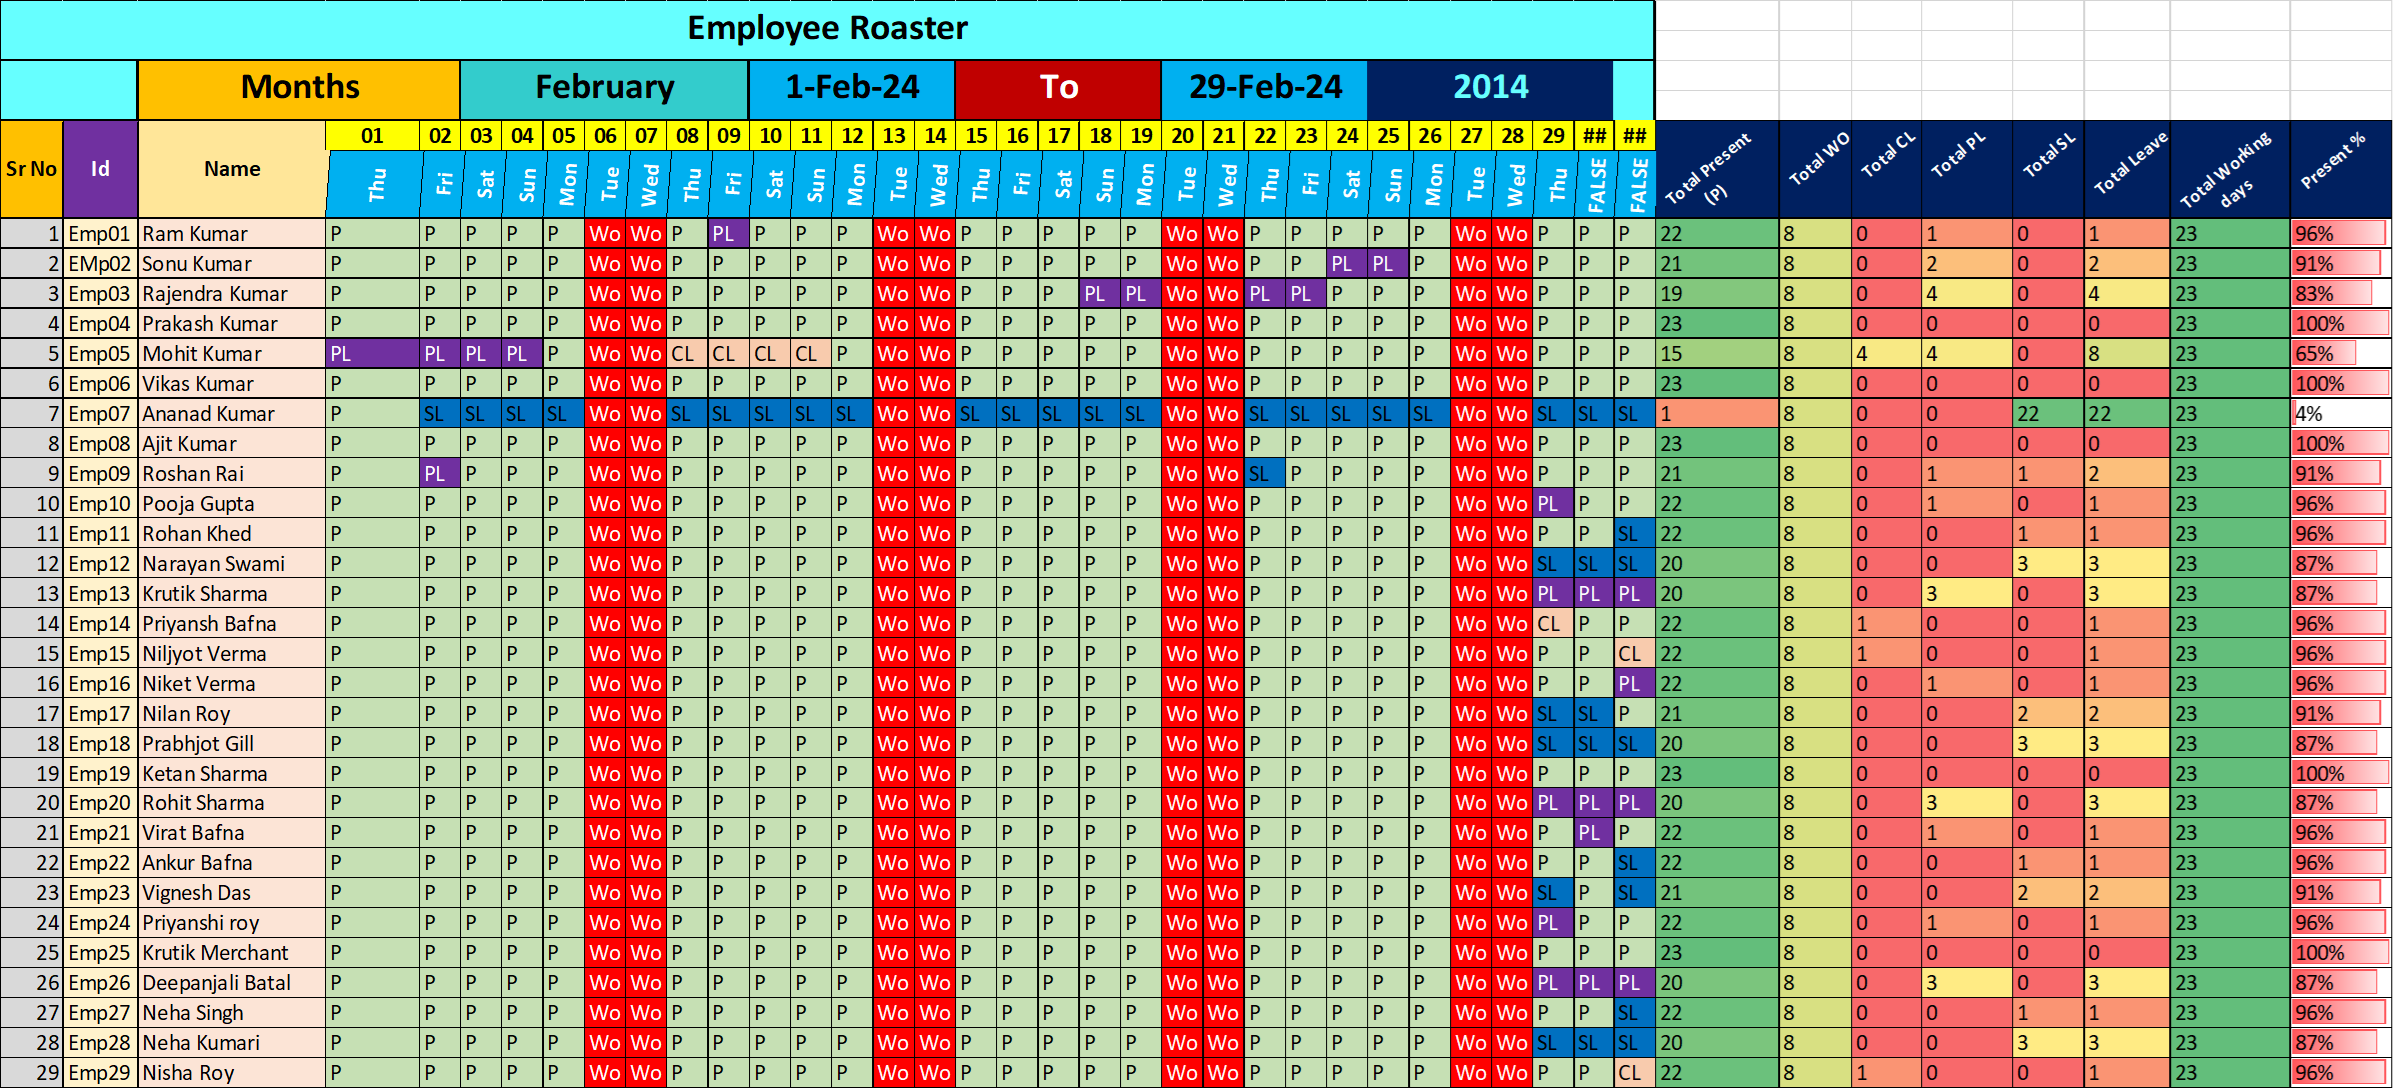 Employee Roaster
Months February 1-Feb-24 To 29-Feb-24 2014
Sr No Id Name 01 02 03 04 05 06 07 08 09 10 11 12 13 14 15 16 17 18 19 20 21 22 23 24 25 26 27 28 29 ## ## Total Present (P) Total WO Total CL Total PL Total SL Total Leave Total Working days Present %
Thu Fri Sat Sun Mon Tue Wed Thu Fri Sat Sun Mon Tue Wed Thu Fri Sat Sun Mon Tue Wed Thu Fri Sat Sun Mon Tue Wed Thu FALSE FALSE
1 Emp01 Ram Kumar P P P P P Wo Wo P PL P P P Wo Wo P P P P P Wo Wo P P P P P Wo Wo P P P 22 8 0 1 0 1 23 96%
2 EMp02 Sonu Kumar P P P P P Wo Wo P P P P P Wo Wo P P P P P Wo Wo P P PL PL P Wo Wo P P P 21 8 0 2 0 2 23 91%
3 Emp03 Rajendra Kumar P P P P P Wo Wo P P P P P Wo Wo P P P PL PL Wo Wo PL PL P P P Wo Wo P P P 19 8 0 4 0 4 23 83%
4 Emp04 Prakash Kumar P P P P P Wo Wo P P P P P Wo Wo P P P P P Wo Wo P P P P P Wo Wo P P P 23 8 0 0 0 0 23 100%
5 Emp05 Mohit Kumar PL PL PL PL P Wo Wo CL CL CL CL P Wo Wo P P P P P Wo Wo P P P P P Wo Wo P P P 15 8 4 4 0 8 23 65%
6 Emp06 Vikas Kumar P P P P P Wo Wo P P P P P Wo Wo P P P P P Wo Wo P P P P P Wo Wo P P P 23 8 0 0 0 0 23 100%
7 Emp07 Ananad Kumar P SL SL SL SL Wo Wo SL SL SL SL SL Wo Wo SL SL SL SL SL Wo Wo SL SL SL SL SL Wo Wo SL SL SL 1 8 0 0 22 22 23 4%
8 Emp08 Ajit Kumar P P P P P Wo Wo P P P P P Wo Wo P P P P P Wo Wo P P P P P Wo Wo P P P 23 8 0 0 0 0 23 100%
9 Emp09 Roshan Rai P PL P P P Wo Wo P P P P P Wo Wo P P P P P Wo Wo SL P P P P Wo Wo P P P 21 8 0 1 1 2 23 91%
10 Emp10 Pooja Gupta P P P P P Wo Wo P P P P P Wo Wo P P P P P Wo Wo P P P P P Wo Wo PL P P 22 8 0 1 0 1 23 96%
11 Emp11 Rohan Khed P P P P P Wo Wo P P P P P Wo Wo P P P P P Wo Wo P P P P P Wo Wo P P SL 22 8 0 0 1 1 23 96%
12 Emp12 Narayan Swami P P P P P Wo Wo P P P P P Wo Wo P P P P P Wo Wo P P P P P Wo Wo SL SL SL 20 8 0 0 3 3 23 87%
13 Emp13 Krutik Sharma P P P P P Wo Wo P P P P P Wo Wo P P P P P Wo Wo P P P P P Wo Wo PL PL PL 20 8 0 3 0 3 23 87%
14 Emp14 Priyansh Bafna P P P P P Wo Wo P P P P P Wo Wo P P P P P Wo Wo P P P P P Wo Wo CL P P 22 8 1 0 0 1 23 96%
15 Emp15 Niljyot Verma P P P P P Wo Wo P P P P P Wo Wo P P P P P Wo Wo P P P P P Wo Wo P P CL 22 8 1 0 0 1 23 96%
16 Emp16 Niket Verma P P P P P Wo Wo P P P P P Wo Wo P P P P P Wo Wo P P P P P Wo Wo P P PL 22 8 0 1 0 1 23 96%
17 Emp17 Nilan Roy P P P P P Wo Wo P P P P P Wo Wo P P P P P Wo Wo P P P P P Wo Wo SL SL P 21 8 0 0 2 2 23 91%
18 Emp18 Prabhjot Gill P P P P P Wo Wo P P P P P Wo Wo P P P P P Wo Wo P P P P P Wo Wo SL SL SL 20 8 0 0 3 3 23 87%
19 Emp19 Ketan Sharma P P P P P Wo Wo P P P P P Wo Wo P P P P P Wo Wo P P P P P Wo Wo P P P 23 8 0 0 0 0 23 100%
20 Emp20 Rohit Sharma P P P P P Wo Wo P P P P P Wo Wo P P P P P Wo Wo P P P P P Wo Wo PL PL PL 20 8 0 3 0 3 23 87%
21 Emp21 Virat Bafna P P P P P Wo Wo P P P P P Wo Wo P P P P P Wo Wo P P P P P Wo Wo P PL P 22 8 0 1 0 1 23 96%
22 Emp22 Ankur Bafna P P P P P Wo Wo P P P P P Wo Wo P P P P P Wo Wo P P P P P Wo Wo P P SL 22 8 0 0 1 1 23 96%
23 Emp23 Vignesh Das P P P P P Wo Wo P P P P P Wo Wo P P P P P Wo Wo P P P P P Wo Wo SL P SL 21 8 0 0 2 2 23 91%
24 Emp24 Priyanshi roy P P P P P Wo Wo P P P P P Wo Wo P P P P P Wo Wo P P P P P Wo Wo PL P P 22 8 0 1 0 1 23 96%
25 Emp25 Krutik Merchant P P P P P Wo Wo P P P P P Wo Wo P P P P P Wo Wo P P P P P Wo Wo P P P 23 8 0 0 0 0 23 100%
26 Emp26 Deepanjali Batal P P P P P Wo Wo P P P P P Wo Wo P P P P P Wo Wo P P P P P Wo Wo PL PL PL 20 8 0 3 0 3 23 87%
27 Emp27 Neha Singh P P P P P Wo Wo P P P P P Wo Wo P P P P P Wo Wo P P P P P Wo Wo P P SL 22 8 0 0 1 1 23 96%
28 Emp28 Neha Kumari P P P P P Wo Wo P P P P P Wo Wo P P P P P Wo Wo P P P P P Wo Wo SL SL SL 20 8 0 0 3 3 23 87%
29 Emp29 Nisha Roy P P P P P Wo Wo P P P P P Wo Wo P P P P P Wo Wo P P P P P Wo Wo P P CL 22 8 1 0 0 1 23 96%